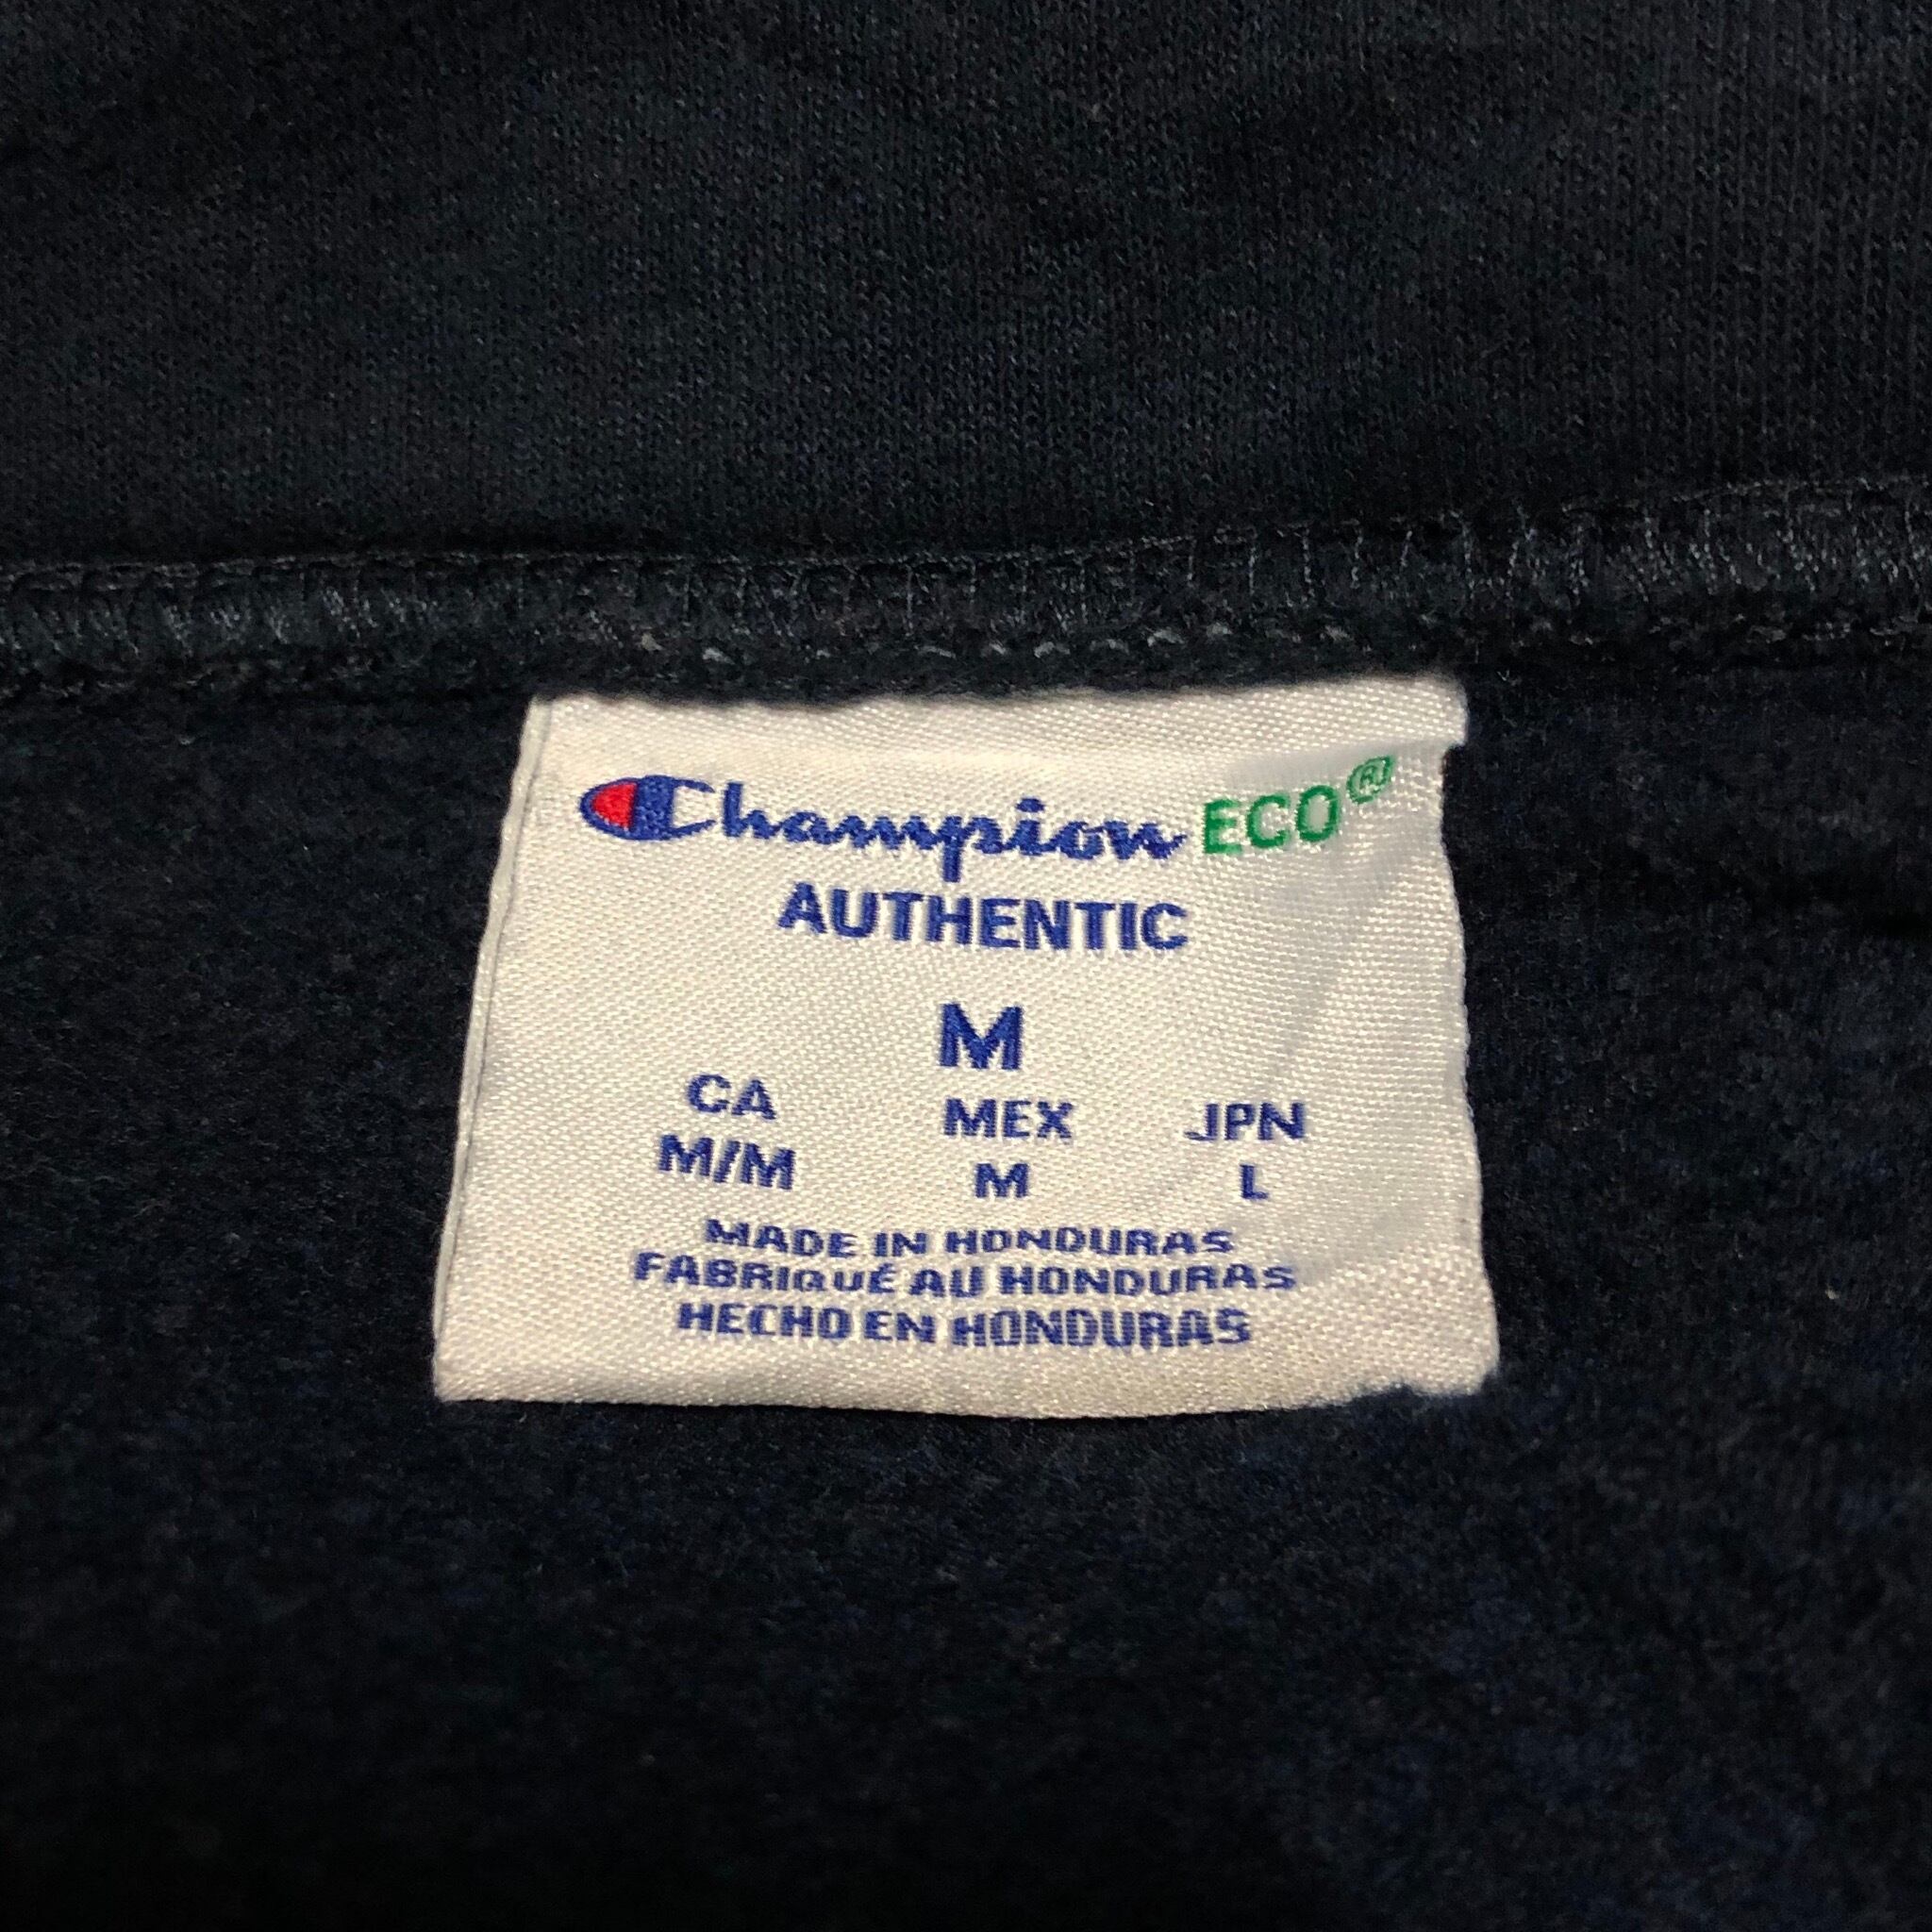 Champion ECO®
AUTHENTIC
M
CA MEX JPN
M/M M L
MADE IN HONDURAS
FABRIQUÉ AU HONDURAS
HECHO EN HONDURAS